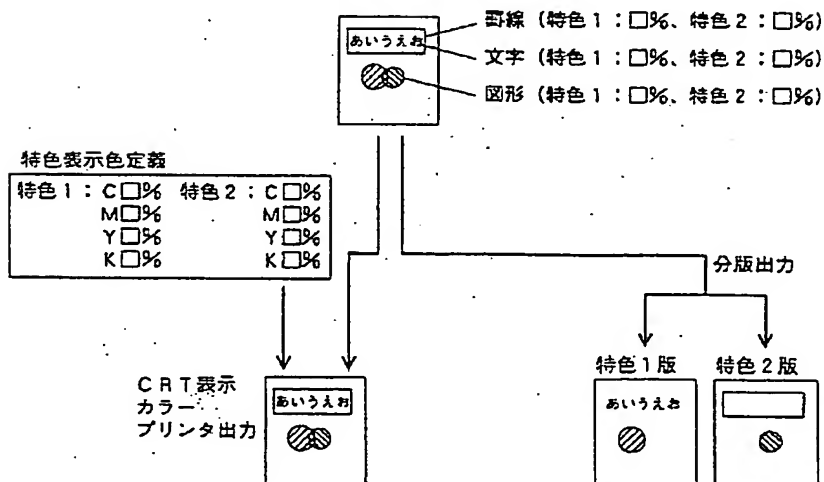 罫線（特色１：□％、特色２：□％）
あいうえお
文字（特色１：□％、特色２：□％）
図形（特色１：□％、特色２：□％）
特色表示色定義
特色１：C□％　特色２：C□％
M□％　M□％
Y□％　Y□％
K□％　K□％
分版出力
特色１版　特色２版
ＣＲＴ表示
カラー
プリンタ出力
あいうえお
あいうえお